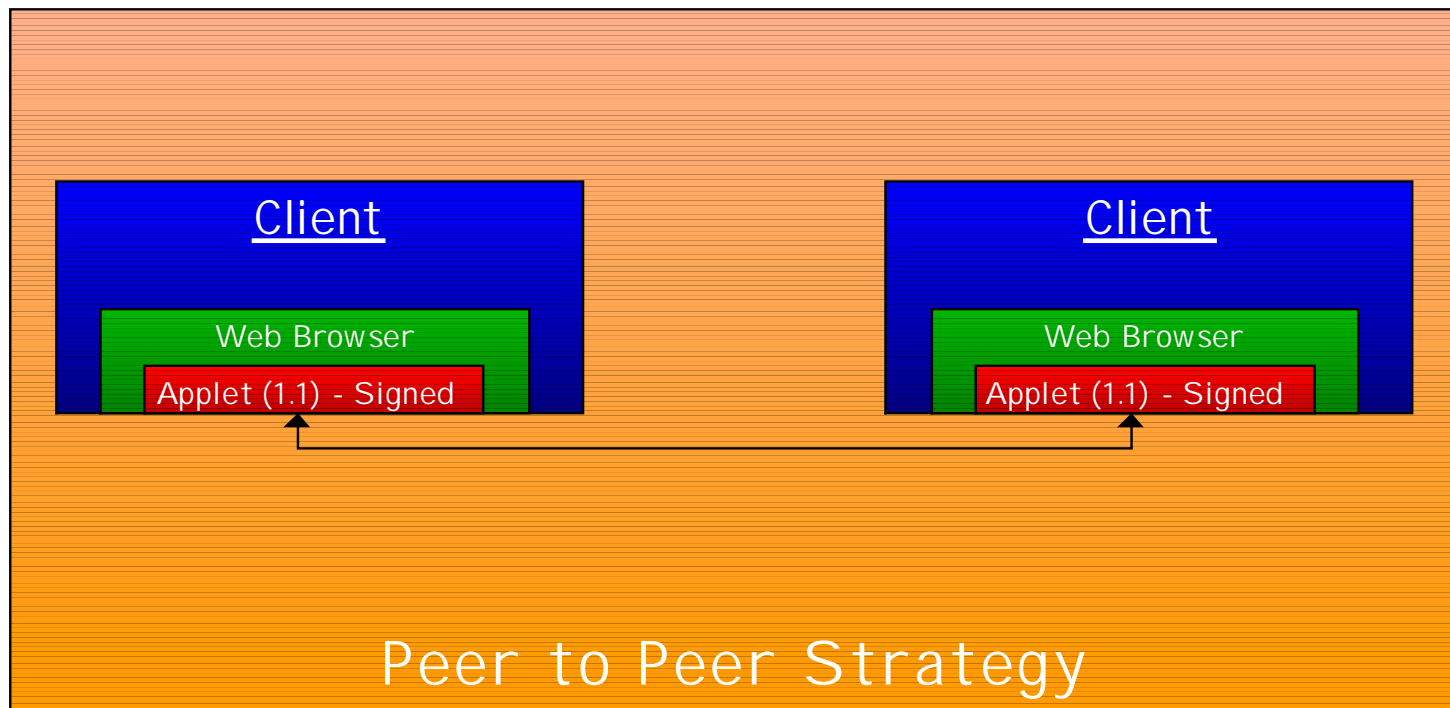 Client
Client
Web Browser
Web Browser
Applet (1.1) - Signed
Applet (1.1) - Signed
Peer to Peer Strategy